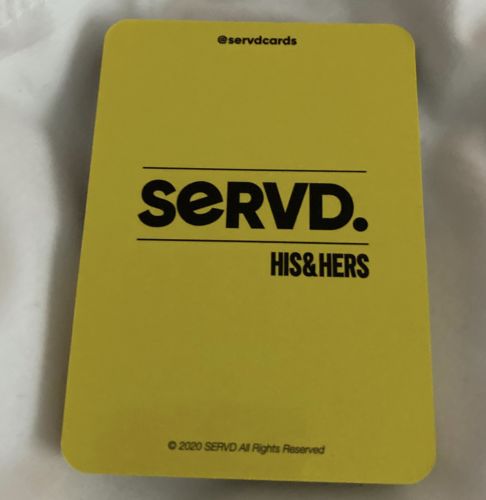 @servdcards
SeRVD.
HIS&HERS
© 2020 SERVD All Rights Reserved